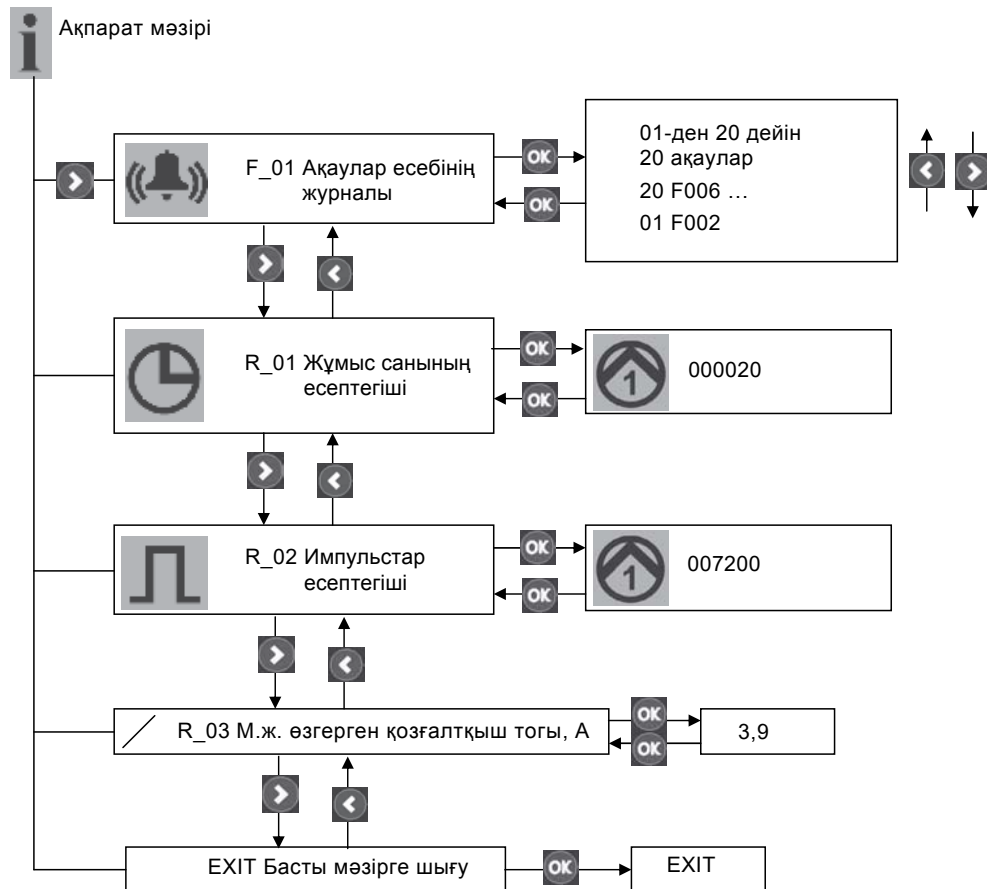 Ақпарат мәзірі
F_01 Ақаулар есебінің
журналы
OK
OK
01-ден 20 дейін
20 ақаулар
20 F006 …
01 F002
R_01 Жұмыс санының
есептегіші
OK
OK
1
000020
R_02 Импульстар
есептегіші
OK
OK
1
007200
R_03 М.ж. өзгерген қозғалтқыш тогы, А
OK
OK
3,9
EXIT Басты мәзірге шығу
OK
EXIT